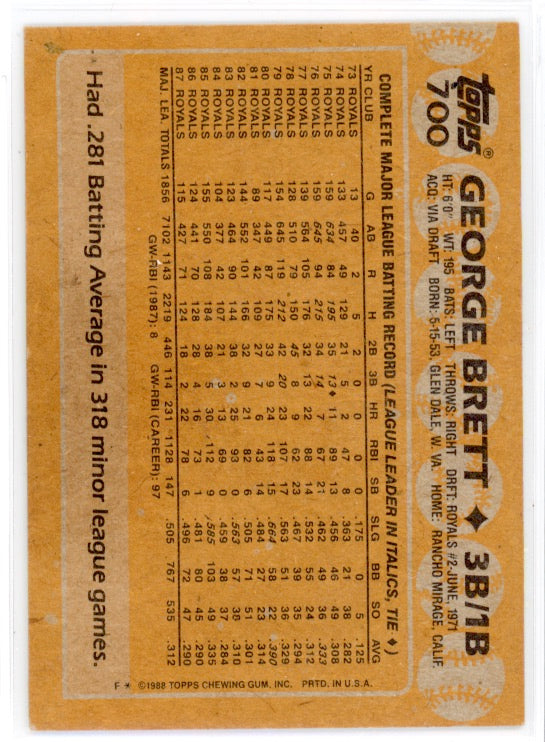 topps®
700
GEORGE BRETT ♦ 3B/1B
HT: 6'0" WT: 195 BATS: LEFT THROWS: RIGHT DRFT: ROYALS #2-JUNE, 1971
ACQ: VIA DRAFT BORN: 5-15-53, GLEN DALE, W. VA. HOME: RANCHO MIRAGE, CALIF.
COMPLETE MAJOR LEAGUE BATTING RECORD (LEAGUE LEADER IN ITALICS, TIE ♦)
YR CLUB G AB R H 2B 3B HR RBI SB SLG BB SO AVG
73 ROYALS 13 40 2 5 2 0 0 0 0 .175 0 5 .125
74 ROYALS 133 457 49 129 21 5 2 47 8 .363 21 38 .282
75 ROYALS 159 634 84 195 35 13♦ 11 89 13 .456 46 49 .308
76 ROYALS 159 645 94 215 34 14 7 67 21 .462 49 36 .333
77 ROYALS 139 564 105 176 32 13 22 88 14 .532 55 24 .312
78 ROYALS 128 510 79 150 45 8 9 62 23 .467 39 35 .294
79 ROYALS 154 645 119 212 42 20 23 107 17 .563 51 36 .329
80 ROYALS 117 449 87 175 33 9 24 118 15 .664 58 22 .390
81 ROYALS 89 347 42 109 27 7 6 43 14 .484 27 23 .314
82 ROYALS 144 552 101 166 32 9 21 82 6 .505 71 51 .301
83 ROYALS 123 464 90 144 38 2 25 93 0 .563 57 39 .310
84 ROYALS 104 377 42 107 21 3 13 69 0 .459 38 37 .284
85 ROYALS 155 550 108 184 38 5 30 112 9 .585 103 49 .335
86 ROYALS 124 441 70 128 28 4 16 73 1 .481 80 45 .290
87 ROYALS 115 427 71 124 18 2 22 78 6 .496 72 47 .290
MAJ. LEA. TOTALS 1856 7102 1143 2219 446 114 231 1128 147 .505 767 535 .312
GW-RBI (1987): 8 GW-RBI (CAREER): 97
Had .281 Batting Average in 318 minor league games.
F * ©1988 TOPPS CHEWING GUM, INC. PRTD. IN U.S.A.